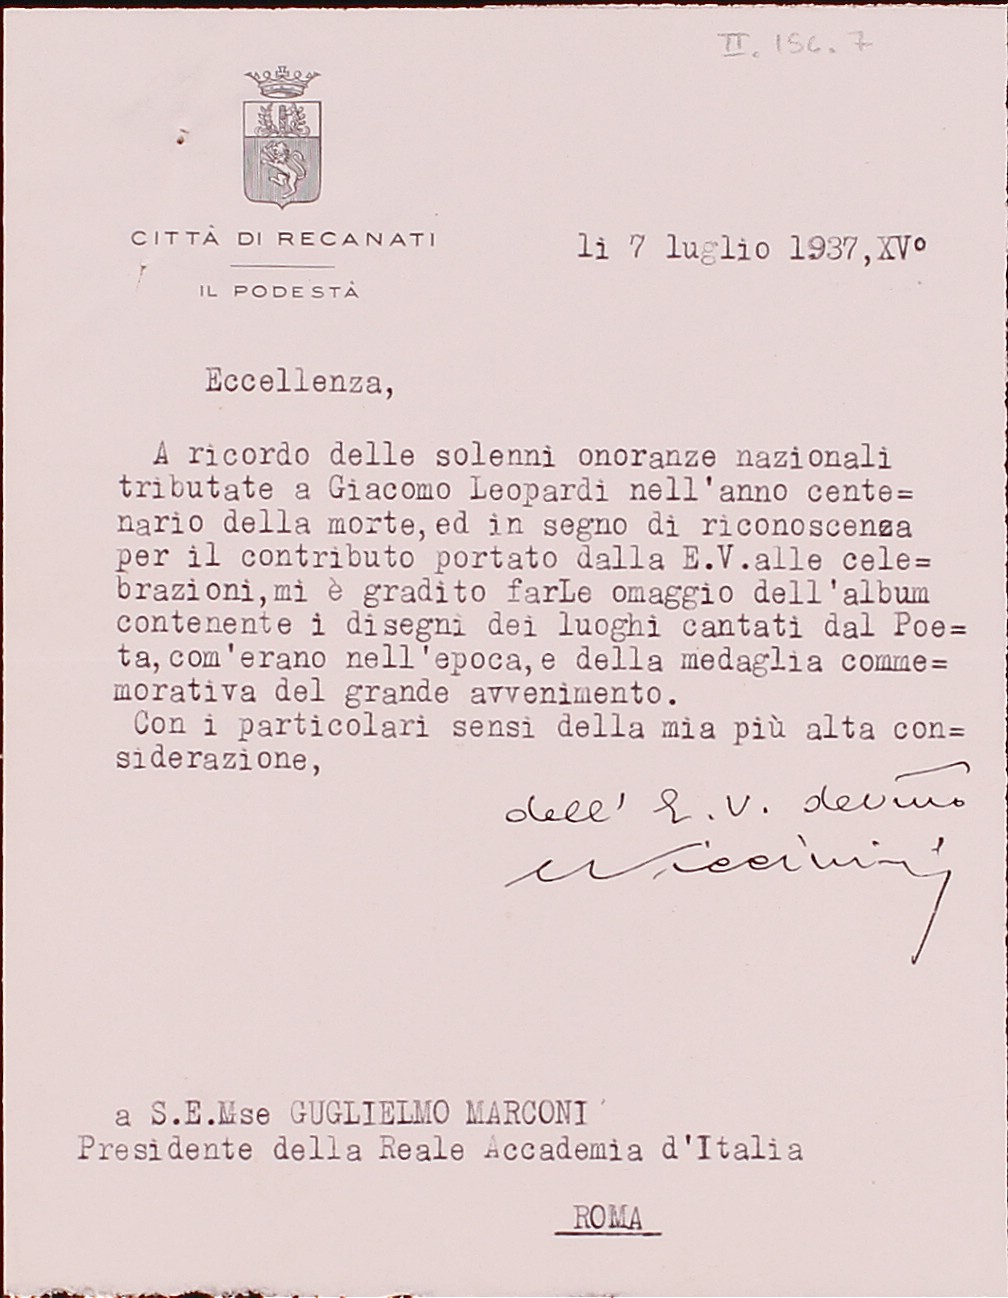 II. 156. 7
CITTÀ DI RECANATI
IL PODESTÀ
lì 7 luglio 1937,XVº
Eccellenza,
A ricordo delle solenni onoranze nazionali
tributate a Giacomo Leopardi nell'anno cente=
nario della morte,ed in segno di riconoscenza
per il contributo portato dalla E.V.alle cele=
brazioni,mi è gradito farLe omaggio dell'album
contenente i disegni dei luoghi cantati dal Poe=
ta,com'erano nell'epoca,e della medaglia comme=
morativa del grande avvenimento.
Con i particolari sensi della mia più alta con=
siderazione,
dell' E. V. dev.mo
a S.E.Mse GUGLIELMO MARCONI
Presidente della Reale Accademia d'Italia
ROMA